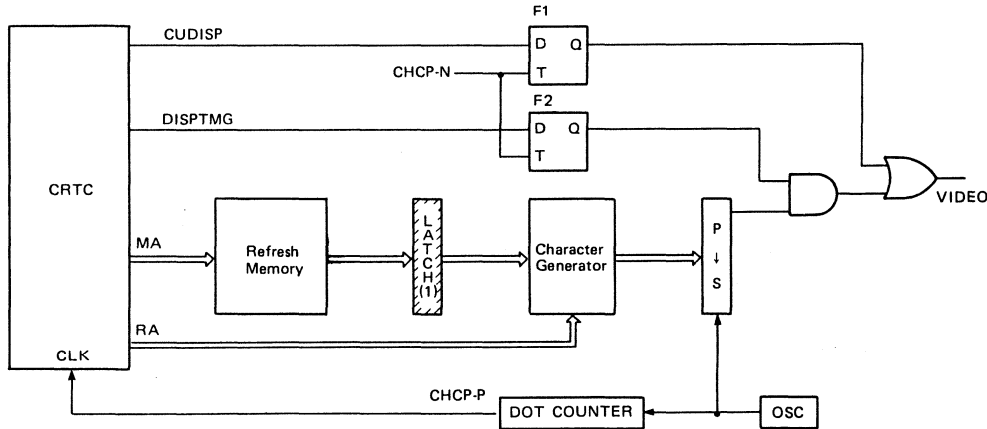 F1
CUDISP
D Q
CHCP-N
T
F2
DISPTMG
D Q
T
CRTC
VIDEO
MA
Refresh
Memory
LATCH(1)
Character
Generator
P
↓
S
RA
CLK
CHCP-P
DOT COUNTER
OSC